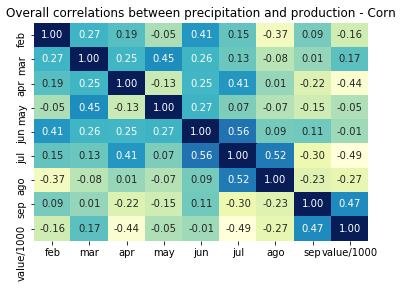 Overall correlations between precipitation and production - Corn
feb 1.00 0.27 0.19 -0.05 0.41 0.15 -0.37 0.09 -0.16
mar 0.27 1.00 0.25 0.45 0.26 0.13 -0.08 0.01 0.17
apr 0.19 0.25 1.00 -0.13 0.25 0.41 0.01 -0.22 -0.44
may -0.05 0.45 -0.13 1.00 0.27 0.07 -0.07 -0.15 -0.05
jun 0.41 0.26 0.25 0.27 1.00 0.56 0.09 0.11 -0.01
jul 0.15 0.13 0.41 0.07 0.56 1.00 0.52 -0.30 -0.49
ago -0.37 -0.08 0.01 -0.07 0.09 0.52 1.00 -0.23 -0.27
sep 0.09 0.01 -0.22 -0.15 0.11 -0.30 -0.23 1.00 0.47
value/1000 -0.16 0.17 -0.44 -0.05 -0.01 -0.49 -0.27 0.47 1.00
feb mar apr may jun jul ago sep value/1000